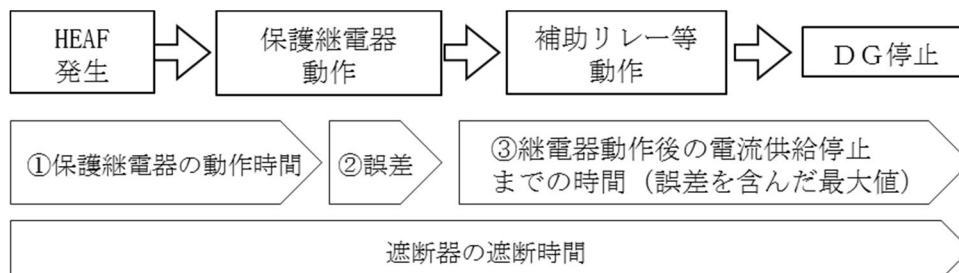 HEAF
発生
保護継電器
動作
補助リレー等
動作
ＤＧ停止
①保護継電器の動作時間
②誤差
③継電器動作後の電流供給停止
までの時間（誤差を含んだ最大値）
遮断器の遮断時間